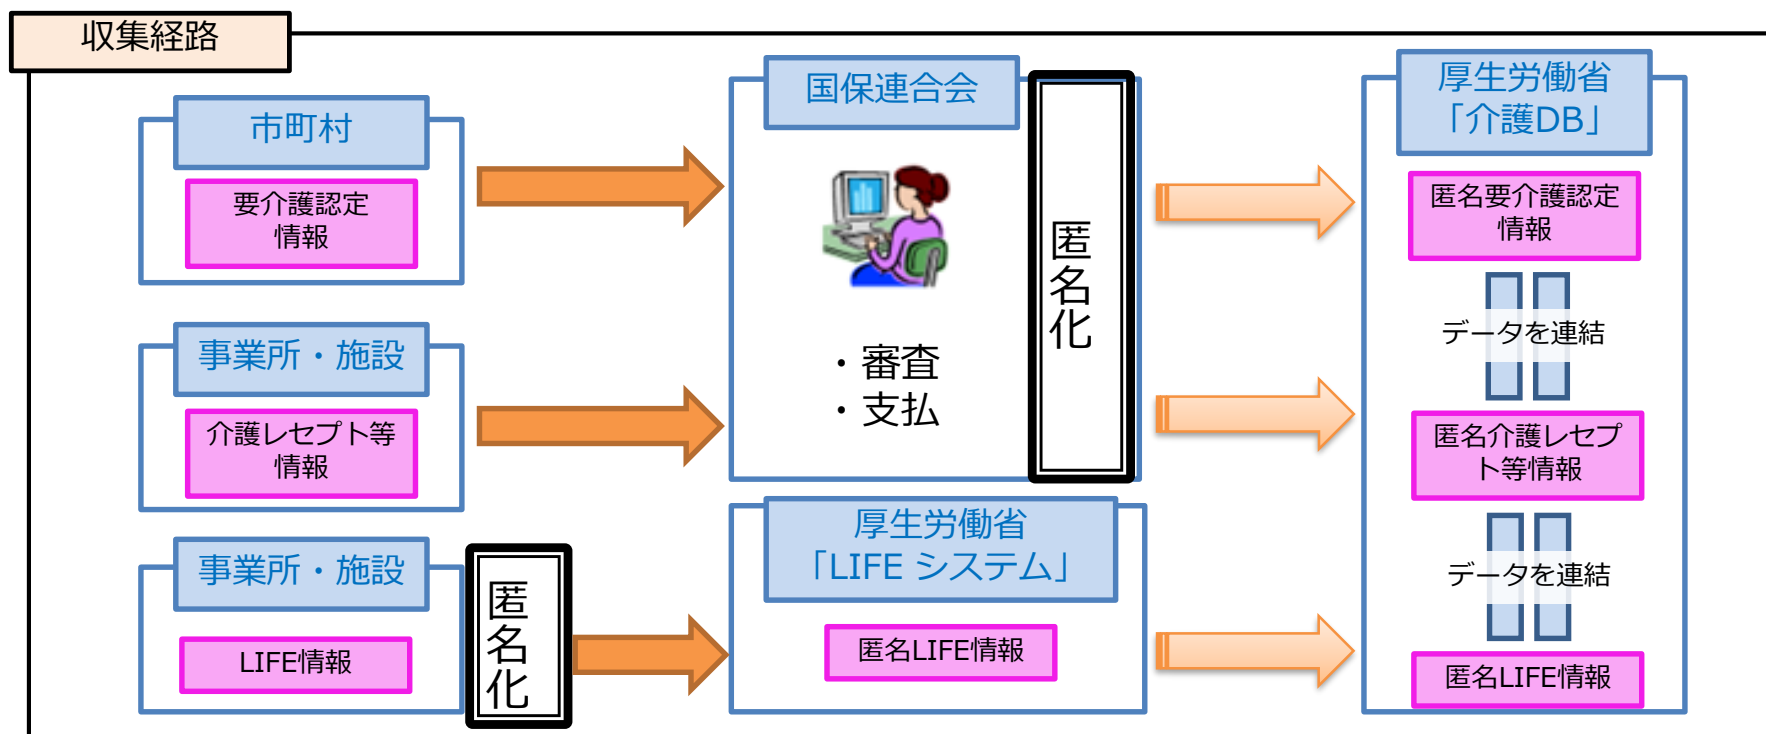 収集経路
市町村
要介護認定
情報
事業所・施設
介護レセプト等
情報
事業所・施設
LIFE情報
匿名化
国保連合会
・審査
・支払
匿名化
厚生労働省
「LIFE システム」
匿名LIFE情報
厚生労働省
「介護DB」
匿名要介護認定
情報
データを連結
匿名介護レセプ
ト等情報
データを連結
匿名LIFE情報